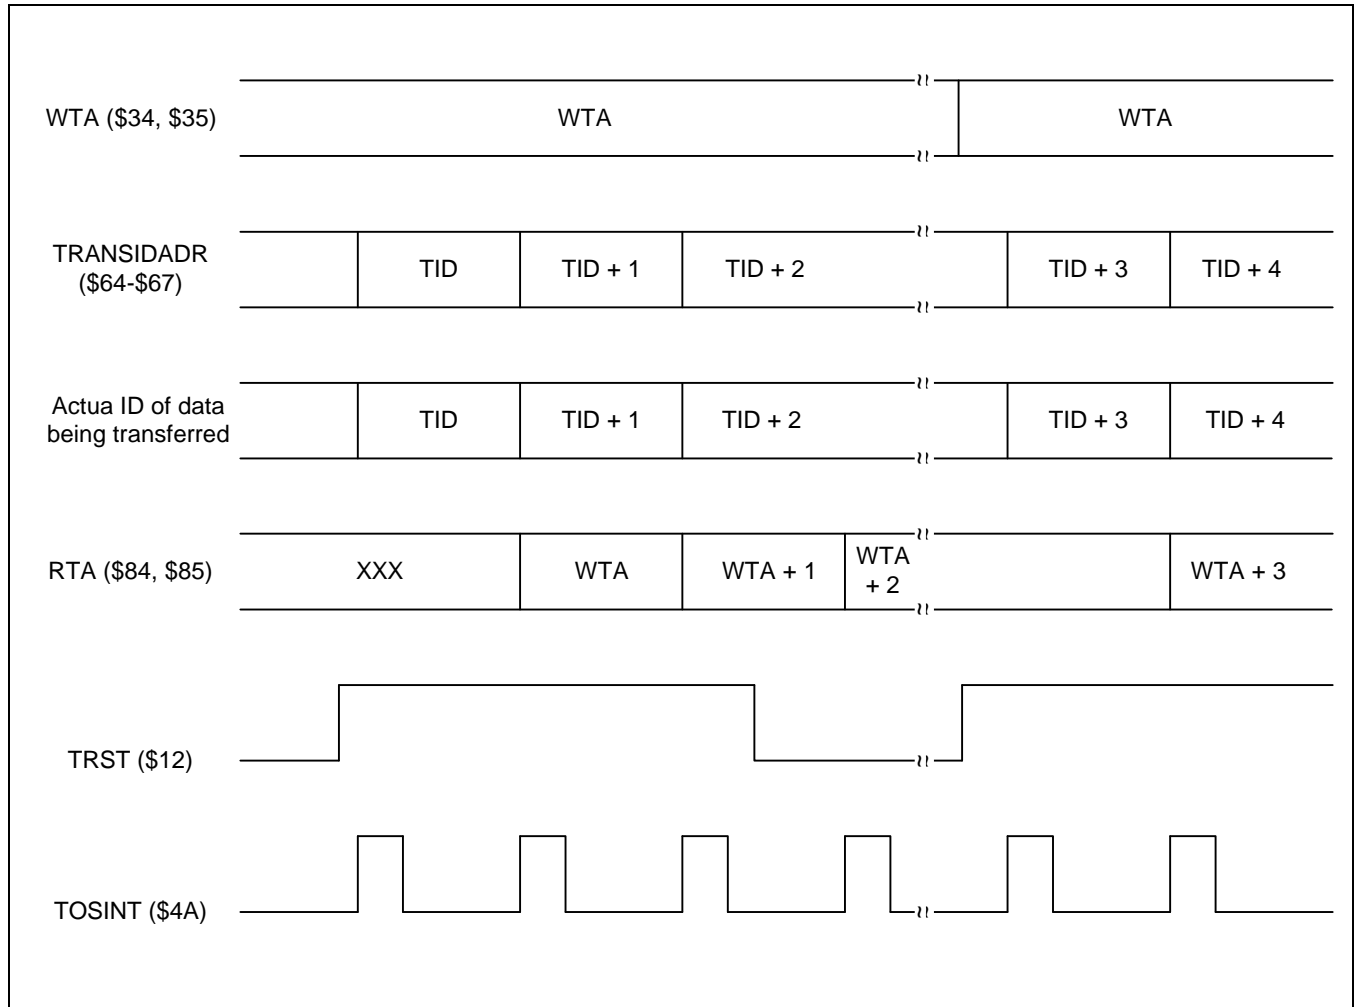 WTA ($34, $35)
WTA
WTA
TRANSIDADR
($64-$67)
TID
TID + 1
TID + 2
TID + 3
TID + 4
Actua ID of data
being transferred
TID
TID + 1
TID + 2
TID + 3
TID + 4
RTA ($84, $85)
XXX
WTA
WTA + 1
WTA
+ 2
WTA + 3
TRST ($12)
TOSINT ($4A)